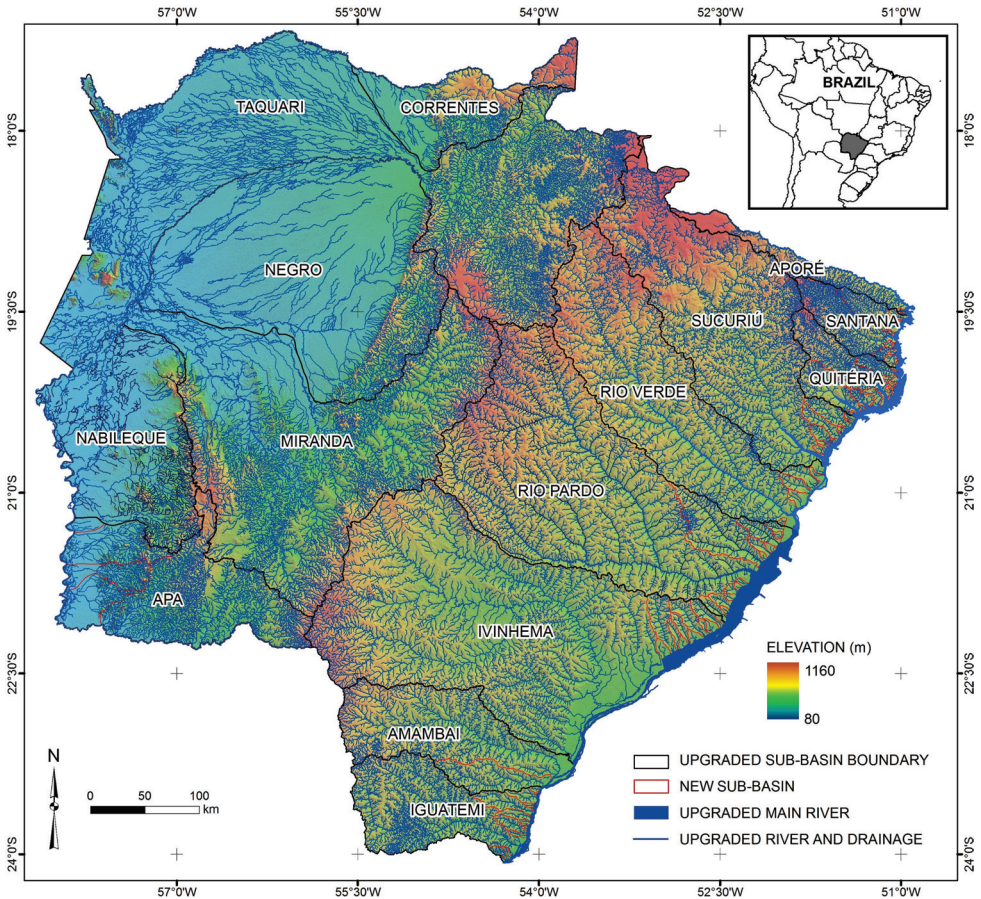 57°0'W 55°30'W 54°0'W 52°30'W 51°0'W
BRAZIL
TAQUARI
CORRENTES
18°0'S
18°0'S
NEGRO
APORÉ
19°30'S
SUCURIÚ
SANTANA
19°30'S
QUITÉRIA
RIO VERDE
NABILEQUE
MIRANDA
21°0'S
RIO PARDO
21°0'S
APA
IVINHEMA
ELEVATION (m)
1160
80
22°30'S
22°30'S
AMAMBAI
N
UPGRADED SUB-BASIN BOUNDARY
NEW SUB-BASIN
0 50 100
km
IGUATEMI
UPGRADED MAIN RIVER
UPGRADED RIVER AND DRAINAGE
24°0'S
24°0'S
57°0'W 55°30'W 54°0'W 52°30'W 51°0'W